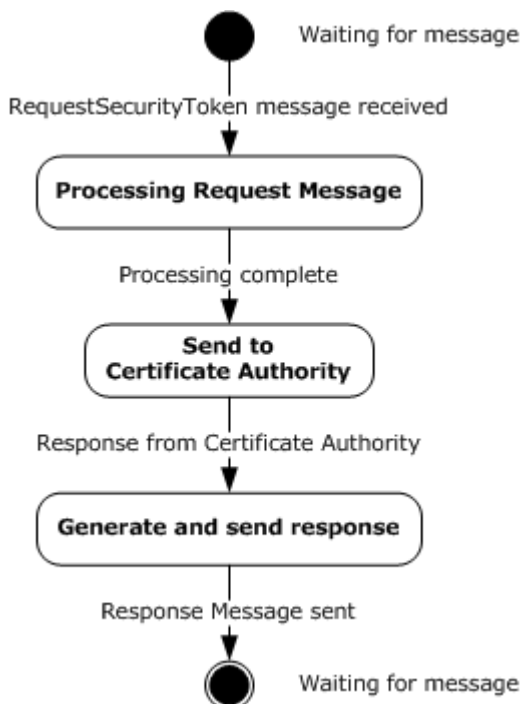 Waiting for message
RequestSecurityToken message received
Processing Request Message
Processing complete
Send to
Certificate Authority
Response from Certificate Authority
Generate and send response
Response Message sent
Waiting for message